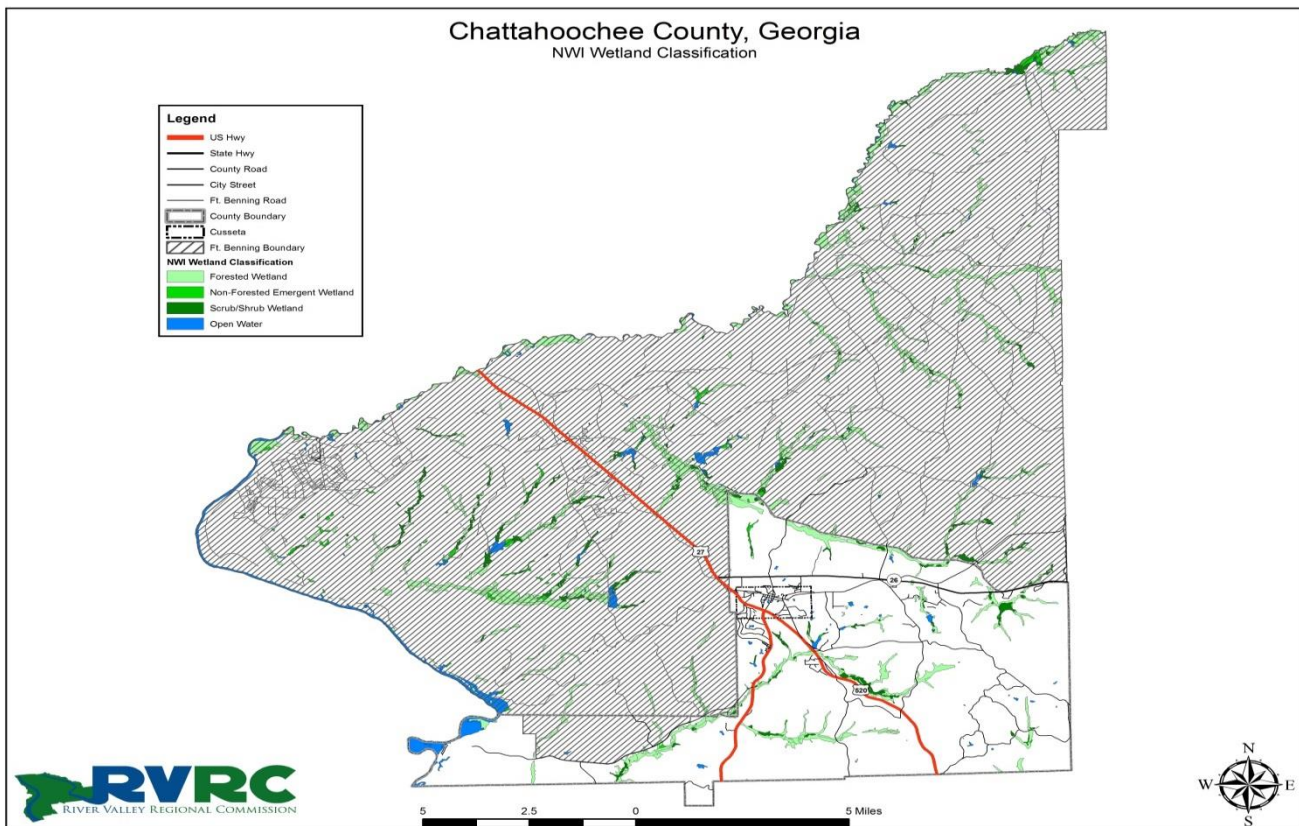 Chattahoochee County, Georgia
NWI Wetland Classification
Legend
US Hwy
State Hwy
County Road
City Street
Ft. Benning Road
County Boundary
Cusseta
Ft. Benning Boundary
NWI Wetland Classification
Forested Wetland
Non-Forested Emergent Wetland
Scrub/Shrub Wetland
Open Water
27
26
520
RVRC
RIVER VALLEY REGIONAL COMMISSION
5 2.5 0 5 Miles
N
W E
S